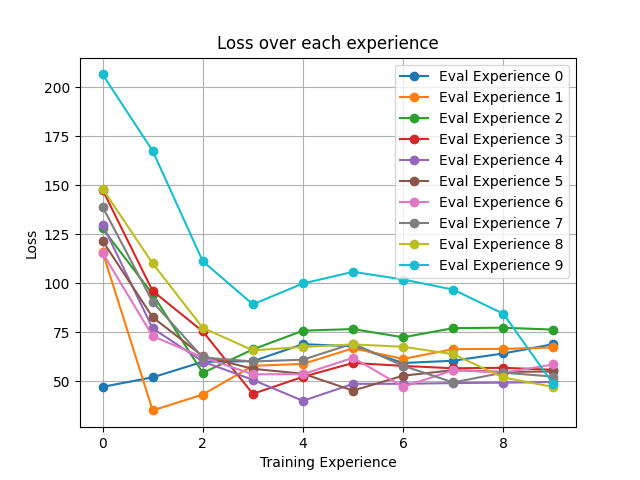 Loss over each experience
200
175
150
125
100
75
50
Loss
0
2
4
6
8
Training Experience
Eval Experience 0
Eval Experience 1
Eval Experience 2
Eval Experience 3
Eval Experience 4
Eval Experience 5
Eval Experience 6
Eval Experience 7
Eval Experience 8
Eval Experience 9